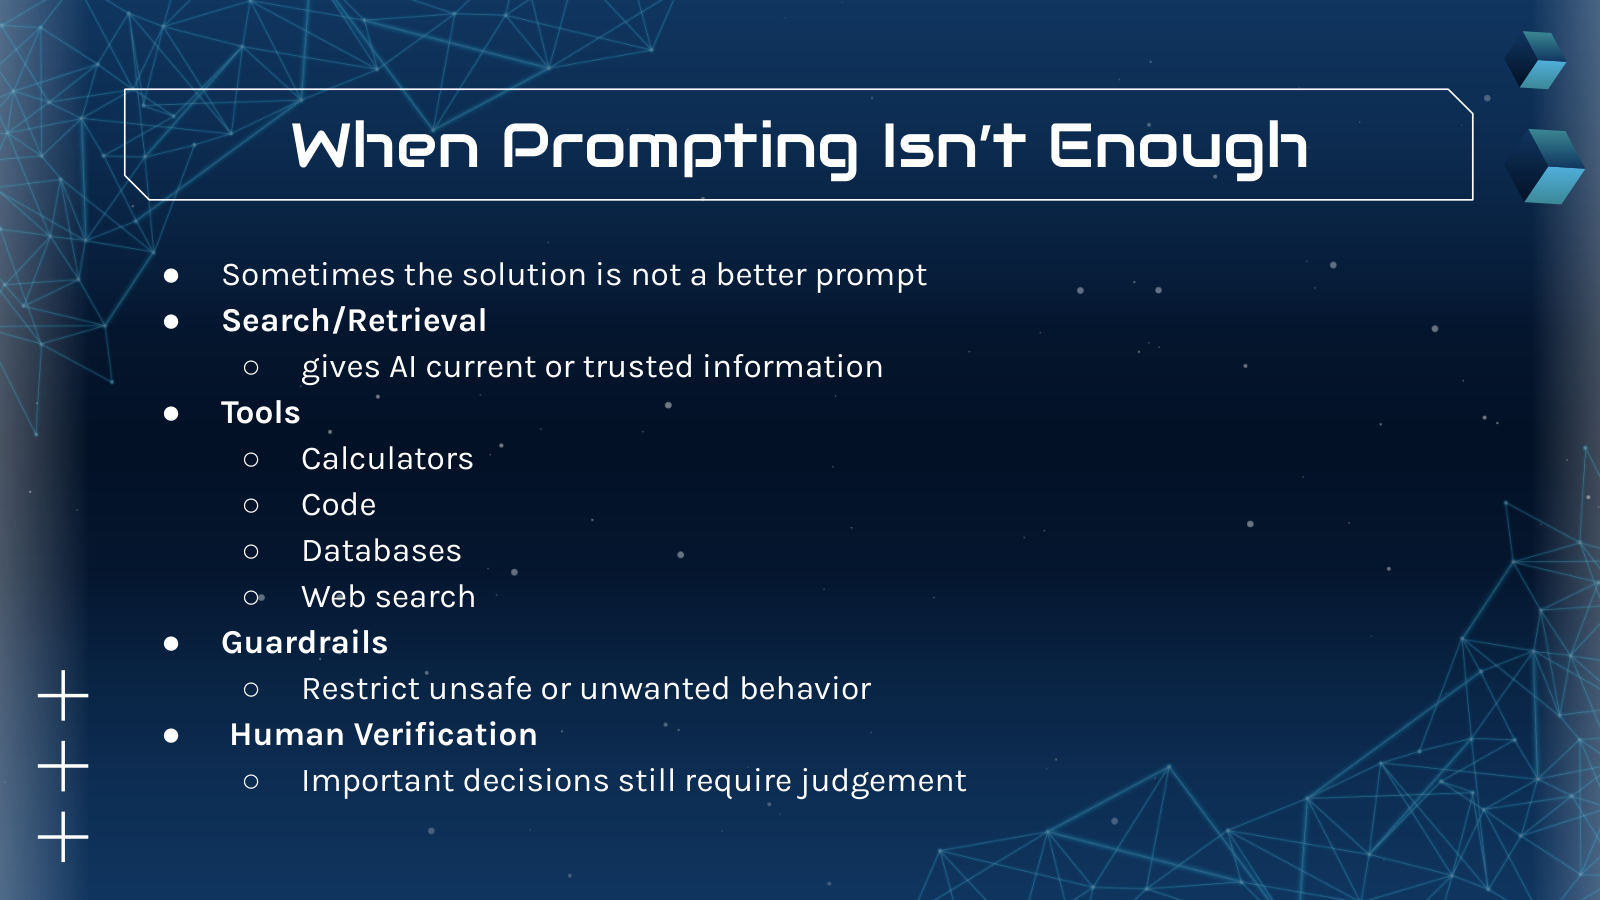 When Prompting Isn't Enough
● Sometimes the solution is not a better prompt
● Search/Retrieval
○ gives AI current or trusted information
● Tools
○ Calculators
○ Code
○ Databases
○ Web search
● Guardrails
○ Restrict unsafe or unwanted behavior
● Human Verification
○ Important decisions still require judgement